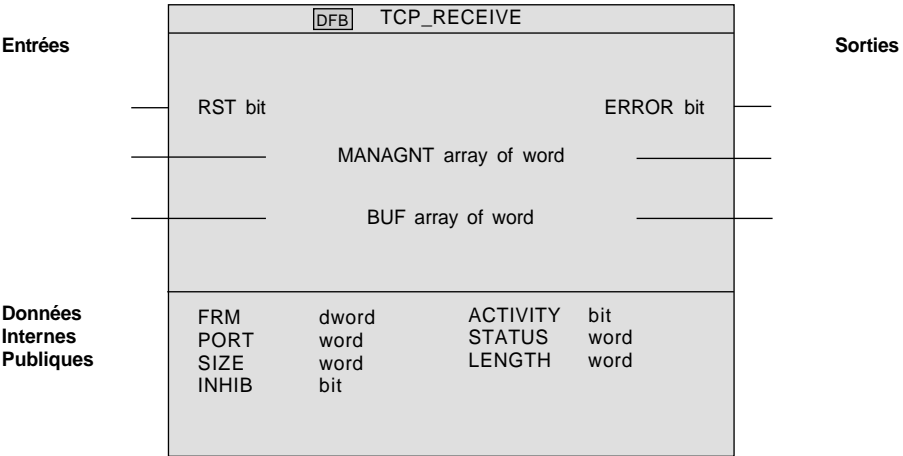 DFB TCP_RECEIVE
Entrées
Sorties
RST bit
ERROR bit
MANAGNT array of word
BUF array of word
Données
Internes
Publiques
FRM dword ACTIVITY bit
PORT word STATUS word
SIZE word LENGTH word
INHIB bit